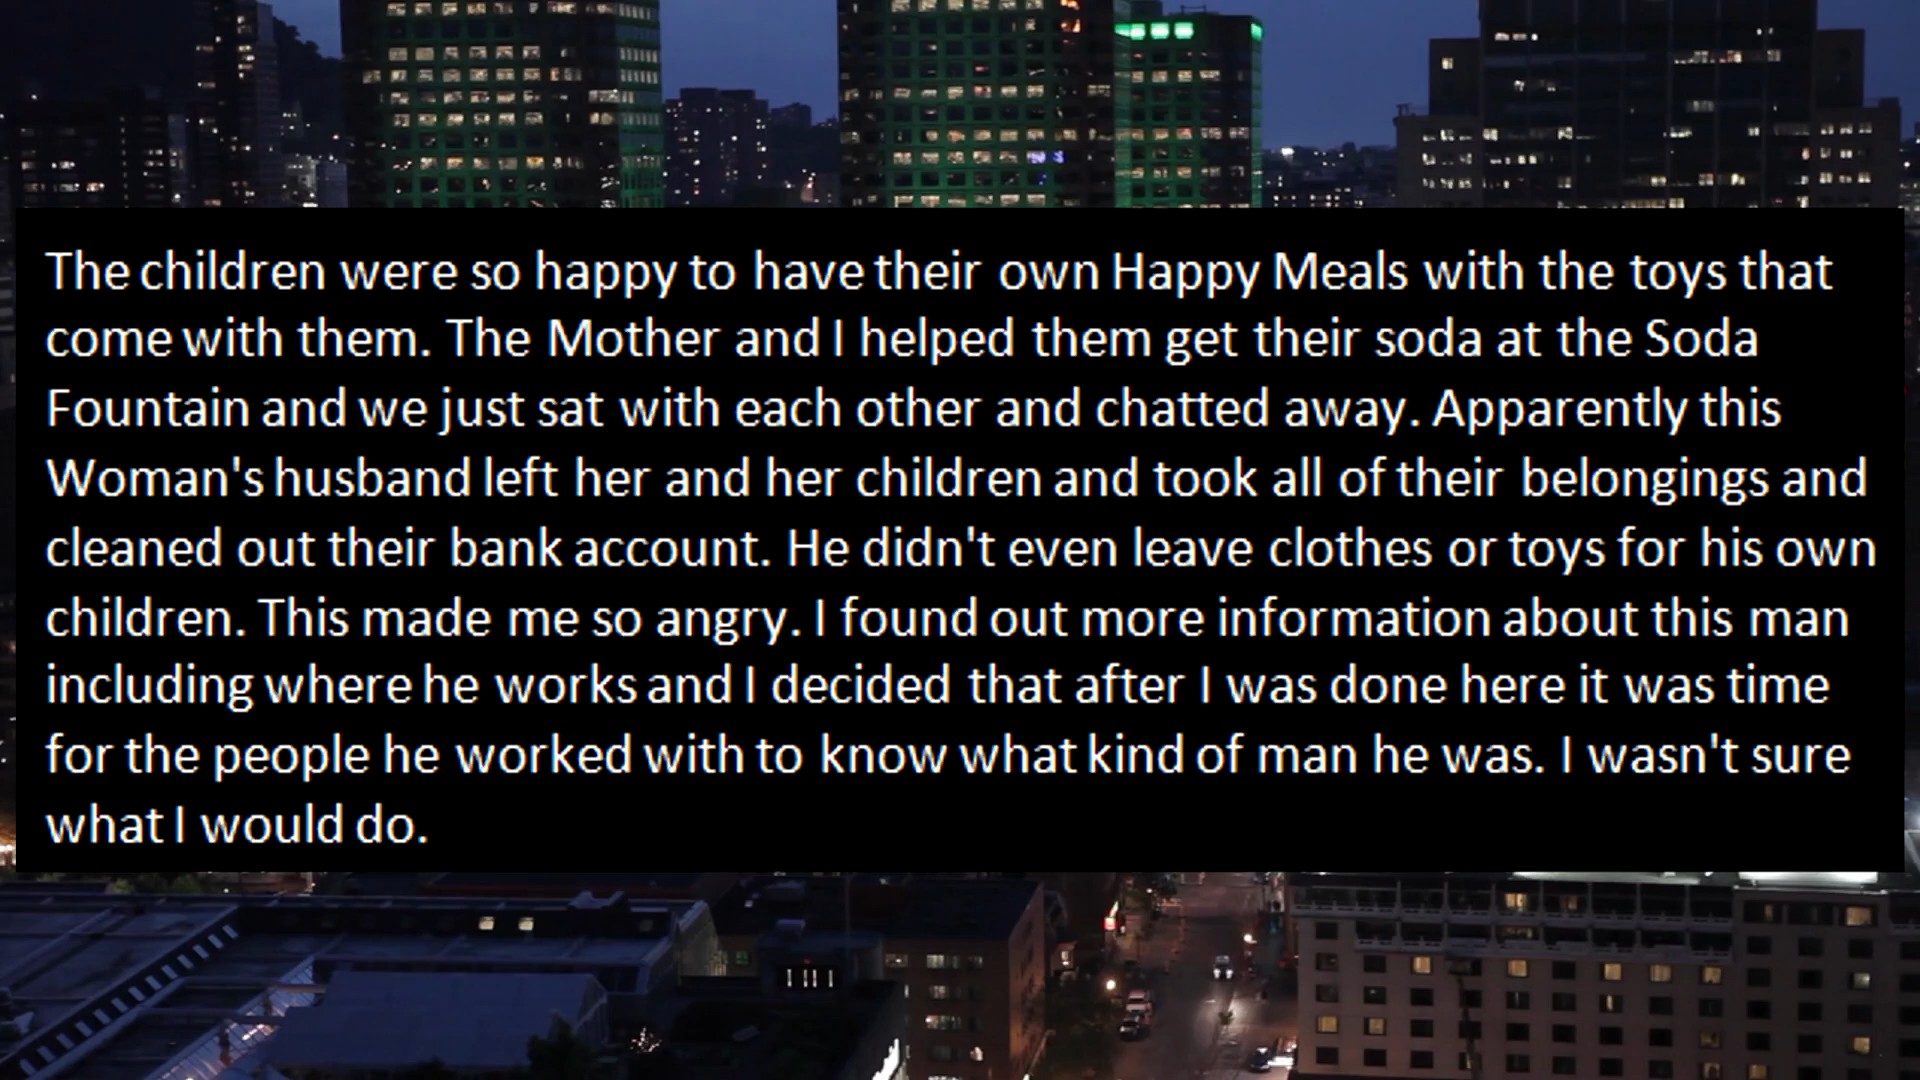 The children were so happy to have their own Happy Meals with the toys that
come with them. The Mother and I helped them get their soda at the Soda
Fountain and we just sat with each other and chatted away. Apparently this
Woman's husband left her and her children and took all of their belongings and
cleaned out their bank account. He didn't even leave clothes or toys for his own
children. This made me so angry. I found out more information about this man
including where he works and I decided that after I was done here it was time
for the people he worked with to know what kind of man he was. I wasn't sure
what I would do.